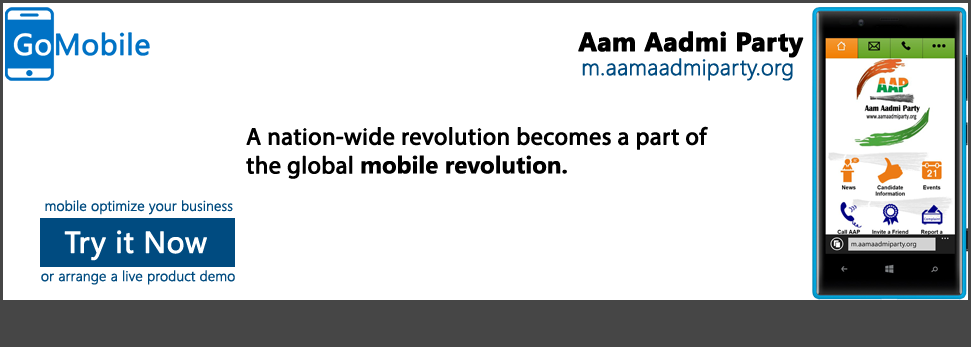 GoMobile
Aam Aadmi Party
m.aamaadmiparty.org
A nation-wide revolution becomes a part of
the global mobile revolution.
mobile optimize your business
Try it Now
or arrange a live product demo
AAP
Aam Aadmi Party
www.aamaadmiparty.org
News
Candidate
Information
Events
21
Call AAP
Invite a Friend
Report a
m.aamaadmiparty.org